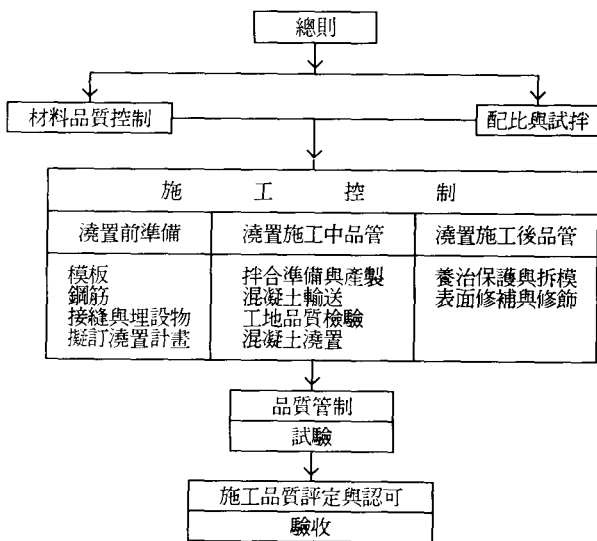 總則
材料品質控制
配比與試拌
施工控制
澆置前準備
澆置施工中品管
澆置施工後品管
模板
鋼筋
接縫與埋設物
擬訂澆置計畫
拌合準備與產製
混凝土輸送
工地品質檢驗
混凝土澆置
養治保護與拆模
表面修補與修飾
品質管制
試驗
施工品質評定與認可
驗收